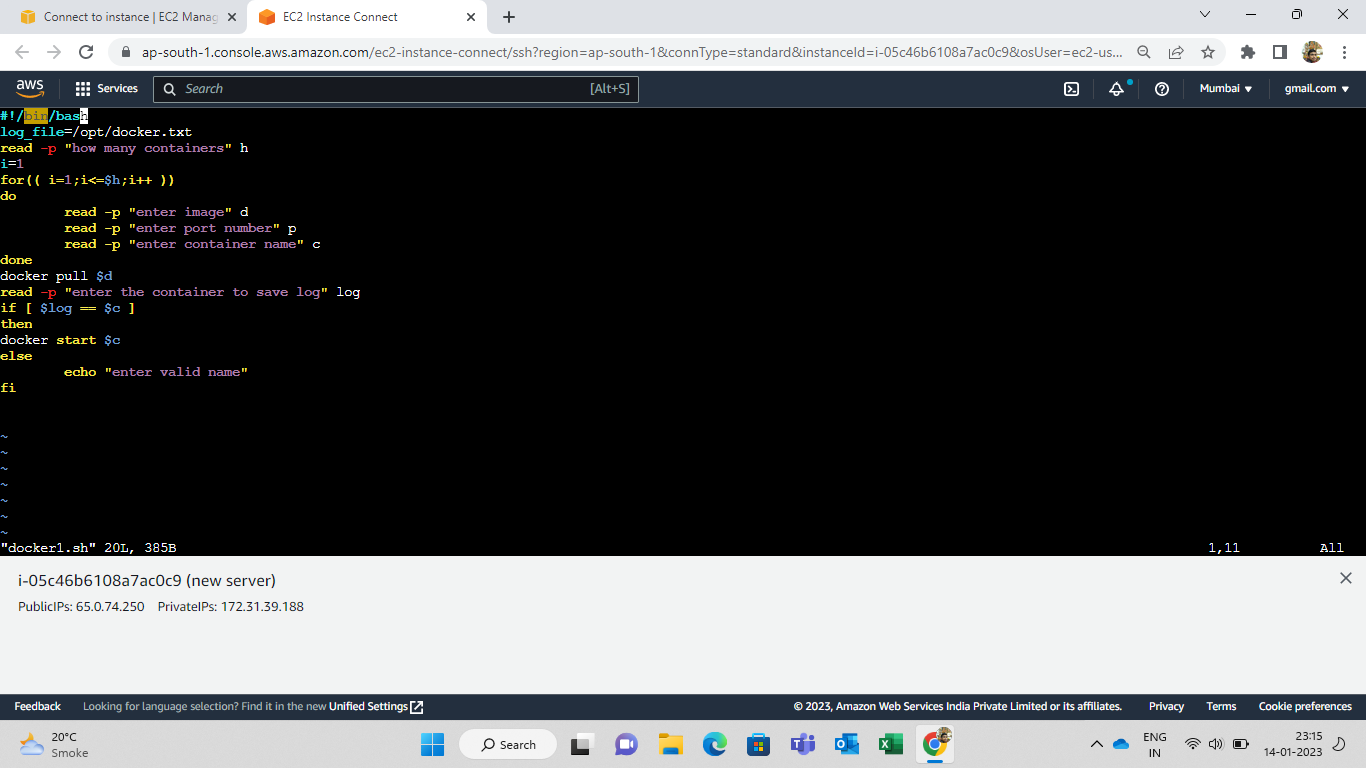 Connect to instance | EC2 Manag
EC2 Instance Connect
ap-south-1.console.aws.amazon.com/ec2-instance-connect/ssh?region=ap-south-1&connType=standard&instanceId=i-05c46b6108a7ac0c9&osUser=ec2-us...
aws
Services
Search
[Alt+S]
Mumbai
gmail.com
#!/bin/bash
log_file=/opt/docker.txt
read -p "how many containers" h
i=1
for(( i=1;i<=$h;i++ ))
do
        read -p "enter image" d
        read -p "enter port number" p
        read -p "enter container name" c
done
docker pull $d
read -p "enter the container to save log" log
if [ $log == $c ]
then
docker start $c
else
        echo "enter valid name"
fi
~
~
~
~
~
~
~
"docker1.sh" 20L, 385B 1,11 All
i-05c46b6108a7ac0c9 (new server)
PublicIPs: 65.0.74.250 PrivateIPs: 172.31.39.188
Feedback Looking for language selection? Find it in the new Unified Settings © 2023, Amazon Web Services India Private Limited or its affiliates. Privacy Terms Cookie preferences
20°C
Smoke
Search
ENG
IN
23:15
14-01-2023